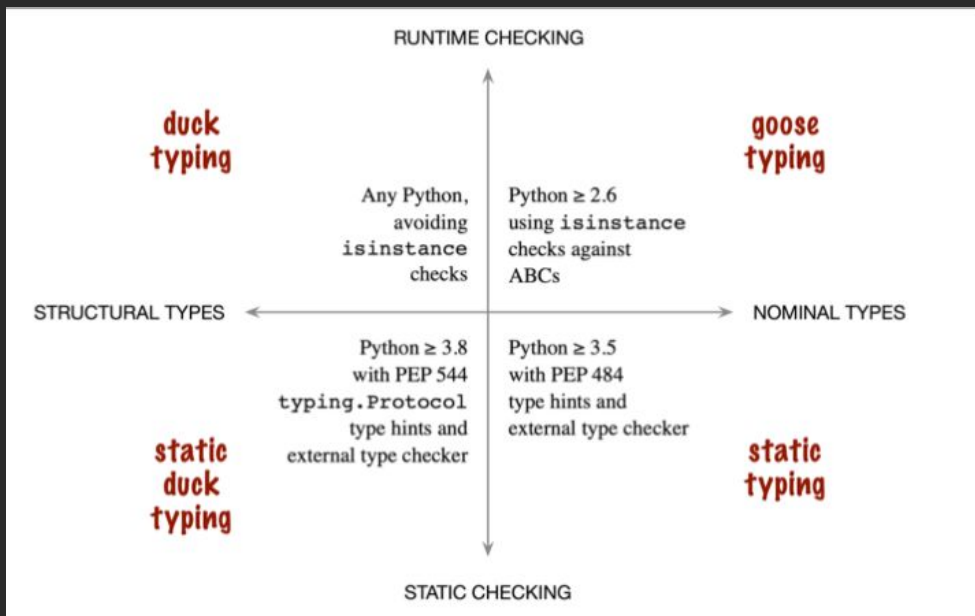 RUNTIME CHECKING
duck
typing
goose
typing
Any Python,
avoiding
isinstance
checks
Python ≥ 2.6
using isinstance
checks against
ABCs
STRUCTURAL TYPES
NOMINAL TYPES
Python ≥ 3.8
with PEP 544
typing.Protocol
type hints and
external type checker
Python ≥ 3.5
with PEP 484
type hints and
external type checker
static
duck
typing
static
typing
STATIC CHECKING